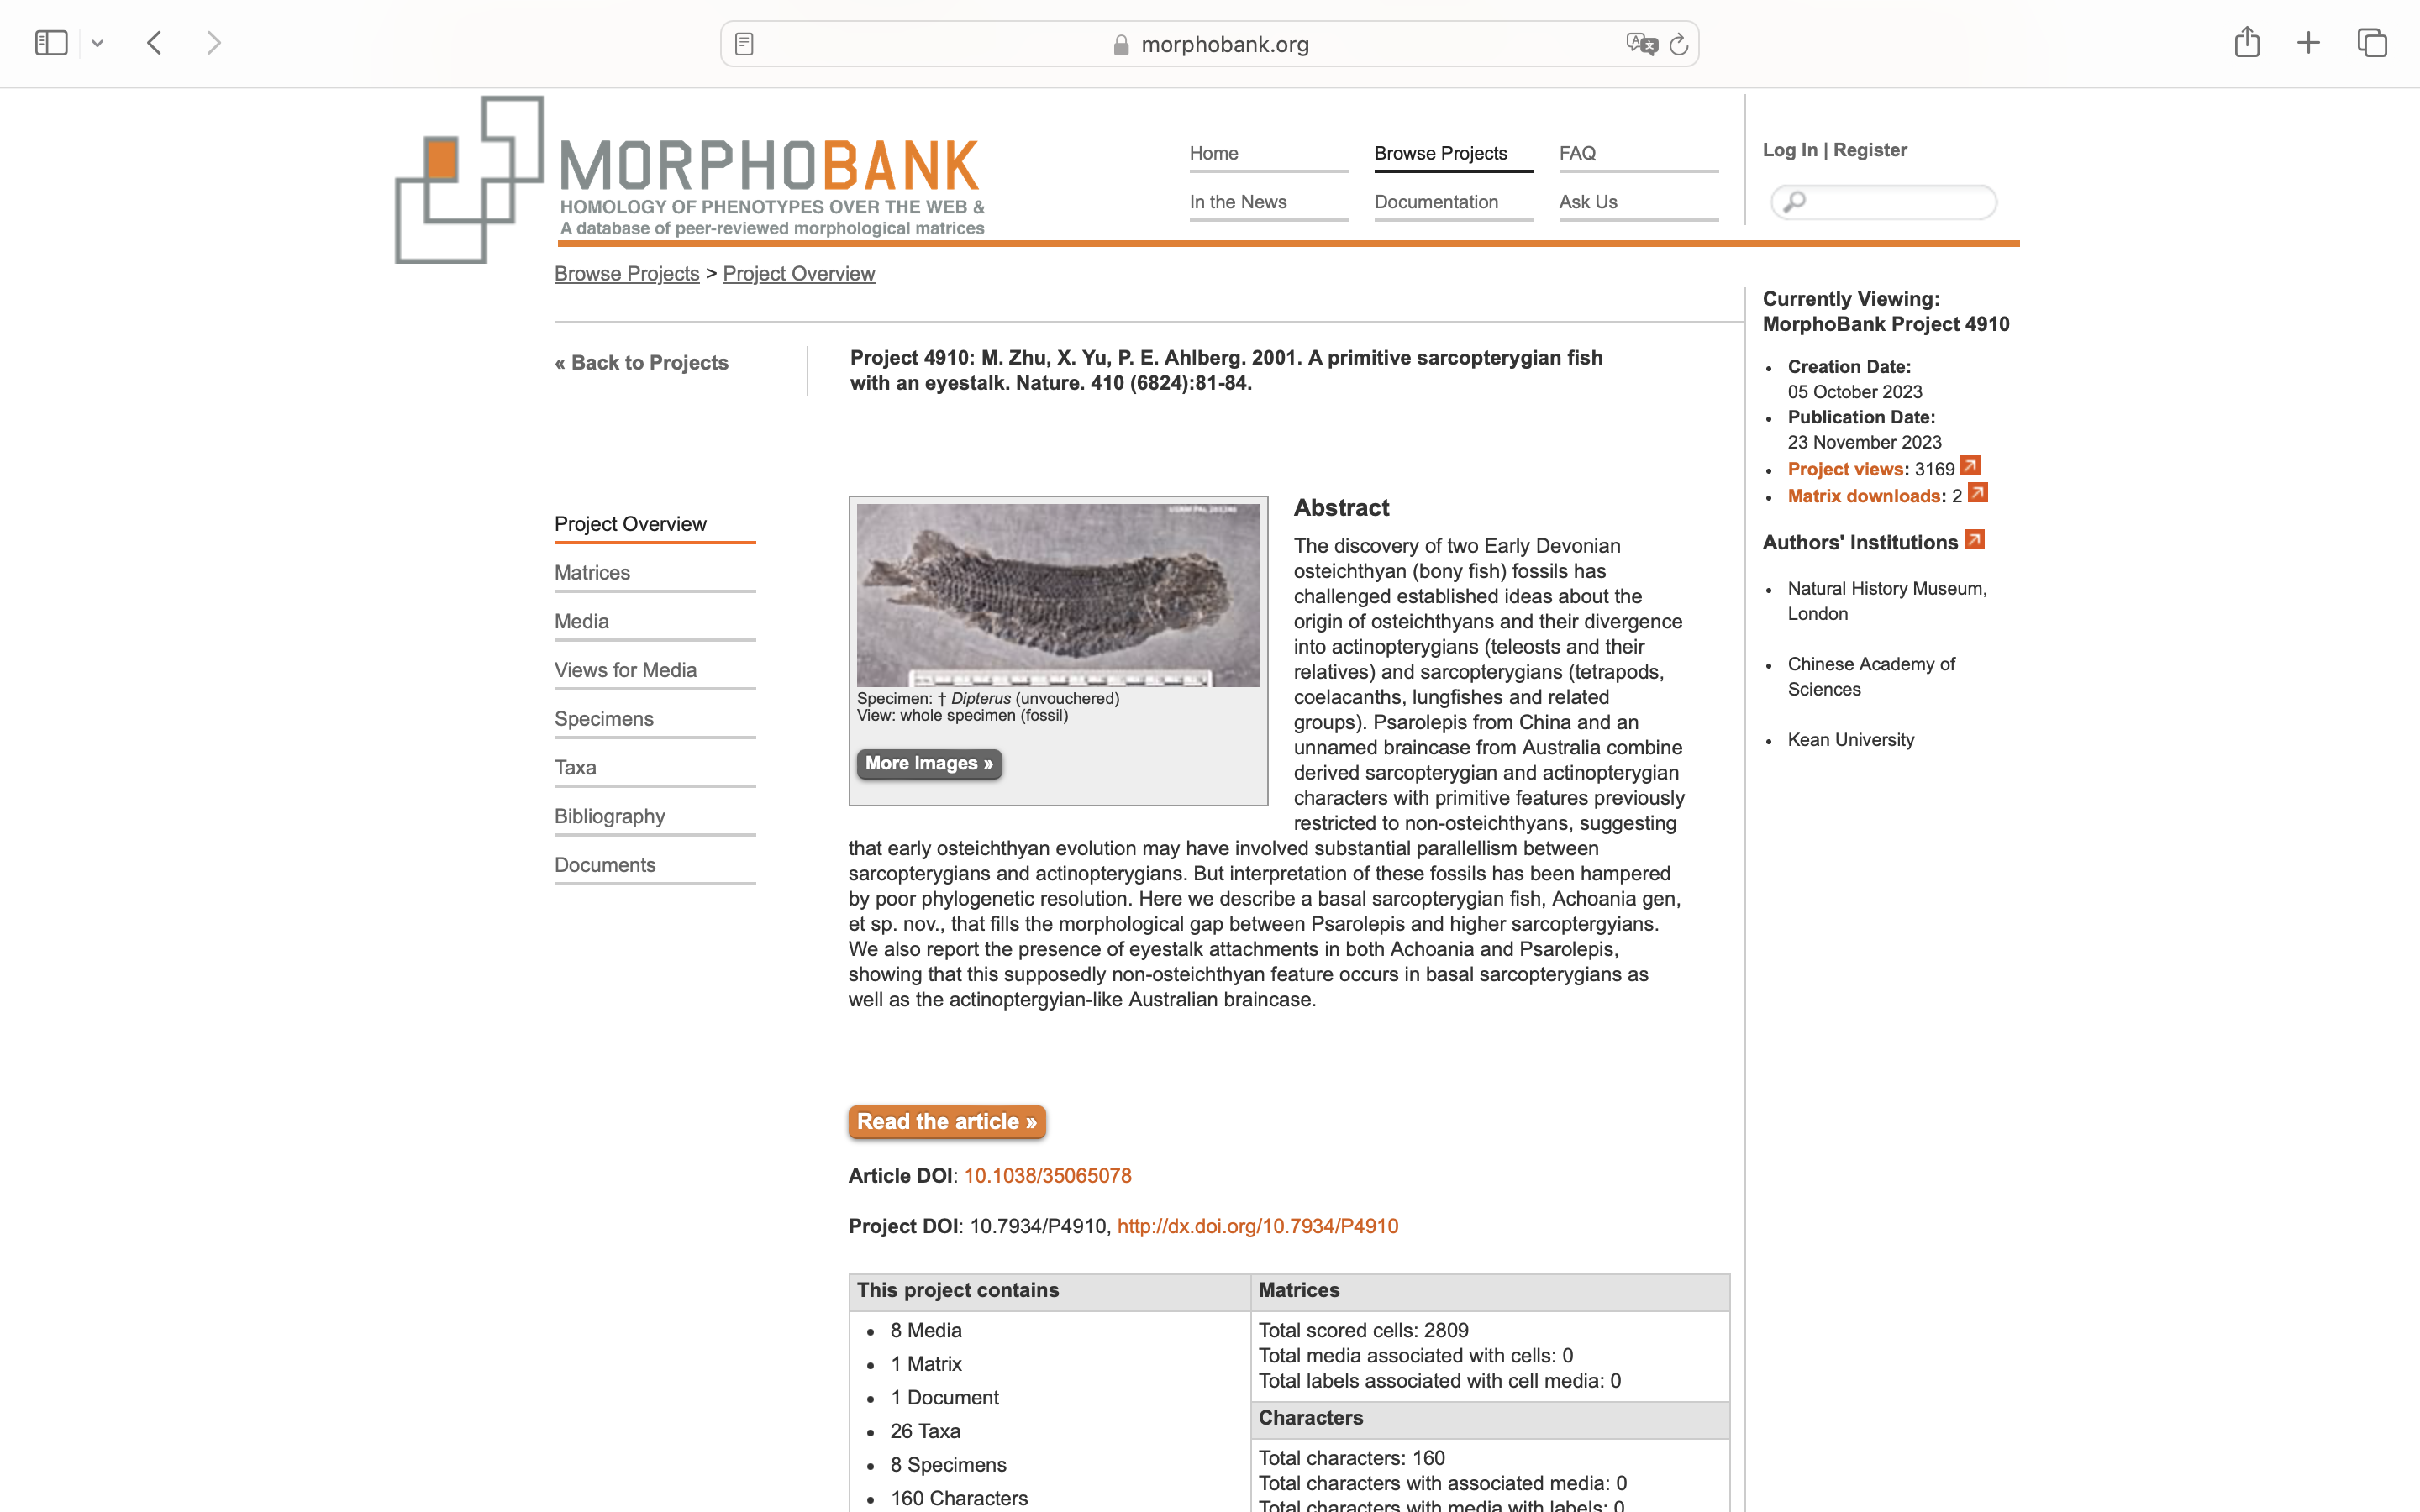 morphobank.org
MORPHOBANK
HOMOLOGY OF PHENOTYPES OVER THE WEB &
A database of peer-reviewed morphological matrices
Home
Browse Projects
FAQ
In the News
Documentation
Ask Us
Log In | Register
Browse Projects > Project Overview
« Back to Projects
Project 4910: M. Zhu, X. Yu, P. E. Ahlberg. 2001. A primitive sarcopterygian fish
with an eyestalk. Nature. 410 (6824):81-84.
Project Overview
Matrices
Media
Views for Media
Specimens
Taxa
Bibliography
Documents
Specimen: † Dipterus (unvouchered)
View: whole specimen (fossil)
More images »
Abstract
The discovery of two Early Devonian
osteichthyan (bony fish) fossils has
challenged established ideas about the
origin of osteichthyans and their divergence
into actinopterygians (teleosts and their
relatives) and sarcopterygians (tetrapods,
coelacanths, lungfishes and related
groups). Psarolepis from China and an
unnamed braincase from Australia combine
derived sarcopterygian and actinopterygian
characters with primitive features previously
restricted to non-osteichthyans, suggesting
that early osteichthyan evolution may have involved substantial parallellism between
sarcopterygians and actinopterygians. But interpretation of these fossils has been hampered
by poor phylogenetic resolution. Here we describe a basal sarcopterygian fish, Achoania gen,
et sp. nov., that fills the morphological gap between Psarolepis and higher sarcoptergyians.
We also report the presence of eyestalk attachments in both Achoania and Psarolepis,
showing that this supposedly non-osteichthyan feature occurs in basal sarcopterygians as
well as the actinoptergyian-like Australian braincase.
Read the article »
Article DOI: 10.1038/35065078
Project DOI: 10.7934/P4910, http://dx.doi.org/10.7934/P4910
This project contains
8 Media
1 Matrix
1 Document
26 Taxa
8 Specimens
160 Characters
Matrices
Total scored cells: 2809
Total media associated with cells: 0
Total labels associated with cell media: 0
Characters
Total characters: 160
Total characters with associated media: 0
Total characters with media with labels: 0
Currently Viewing:
MorphoBank Project 4910
Creation Date:
05 October 2023
Publication Date:
23 November 2023
Project views: 3169
Matrix downloads: 2
Authors' Institutions
Natural History Museum,
London
Chinese Academy of
Sciences
Kean University